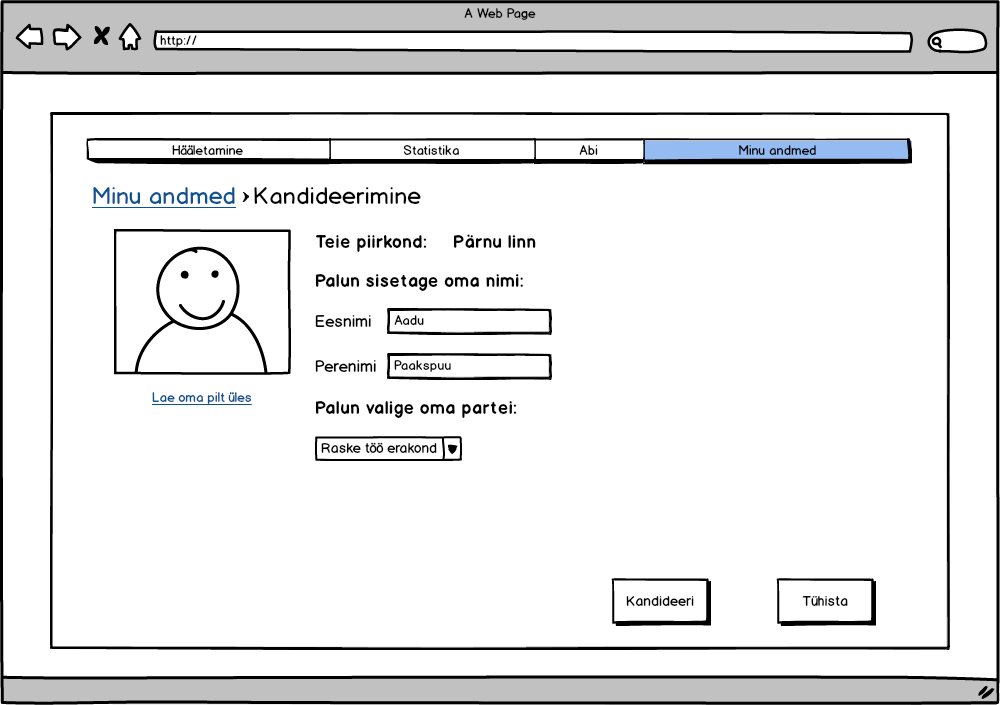 A Web Page
http://
Hääletamine Statistika Abi Minu andmed
Minu andmed › Kandideerimine
Teie piirkond: Pärnu linn
Palun sisetage oma nimi:
Eesnimi Aadu
Perenimi Paakspuu
Lae oma pilt üles
Palun valige oma partei:
Raske töö erakond
Kandideeri Tühista